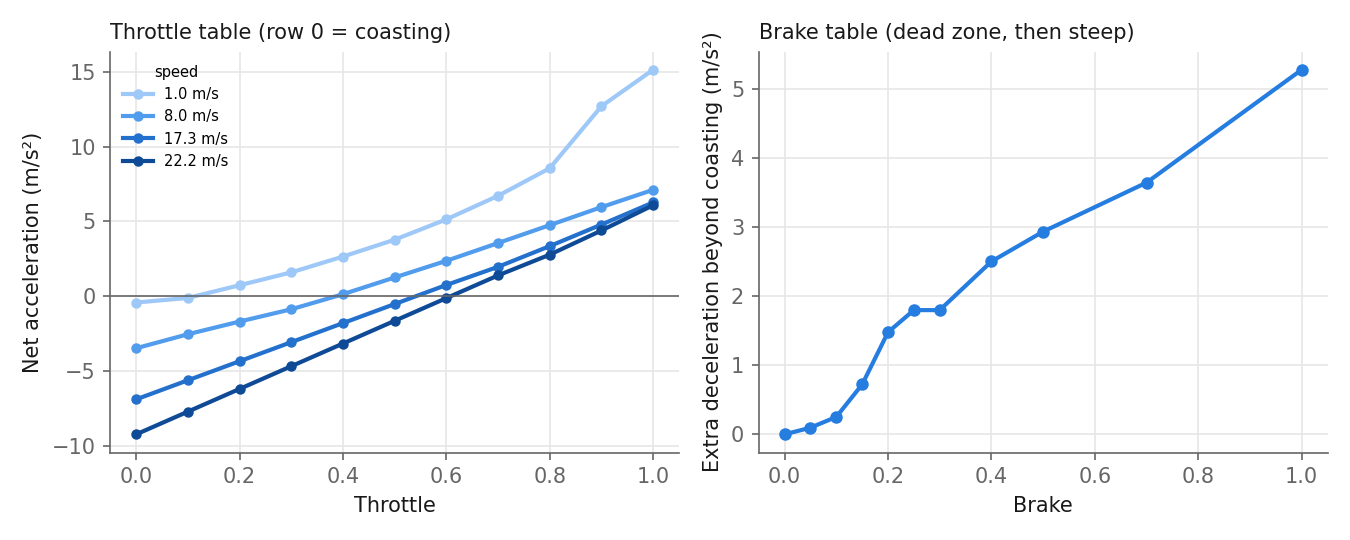 Throttle table (row 0 = coasting)
Net acceleration (m/s²)
15
10
5
0
−5
−10
speed
1.0 m/s
8.0 m/s
17.3 m/s
22.2 m/s
0.0 0.2 0.4 0.6 0.8 1.0
Throttle
Brake table (dead zone, then steep)
Extra deceleration beyond coasting (m/s²)
5
4
3
2
1
0
0.0 0.2 0.4 0.6 0.8 1.0
Brake